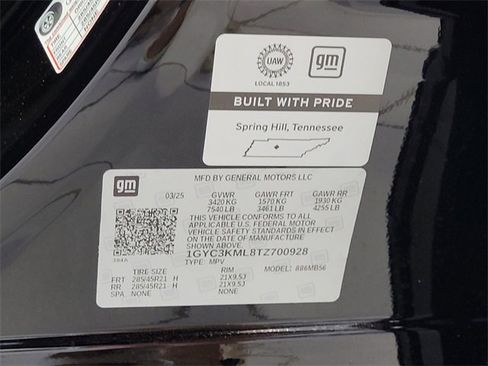 UAW
gm
LOCAL 1853
BUILT WITH PRIDE
Spring Hill, Tennessee
gm
MFD BY GENERAL MOTORS LLC
03/25 GVWR GAWR FRT GAWR RR
3420 KG 1570 KG 1930 KG
7540 LB 3461 LB 4255 LB
THIS VEHICLE CONFORMS TO ALL
APPLICABLE U.S. FEDERAL MOTOR
VEHICLE SAFETY STANDARDS IN EFFECT
ON THE DATE OF MANUFACTURE
SHOWN ABOVE.
1GYC3KML8TZ700928
TYPE: MPV
TIRE SIZE RIM MODEL: 886MB56
FRT 285/45R21 H 21X9.5J
RR 285/45R21 H 21X9.5J
SPA NONE NONE